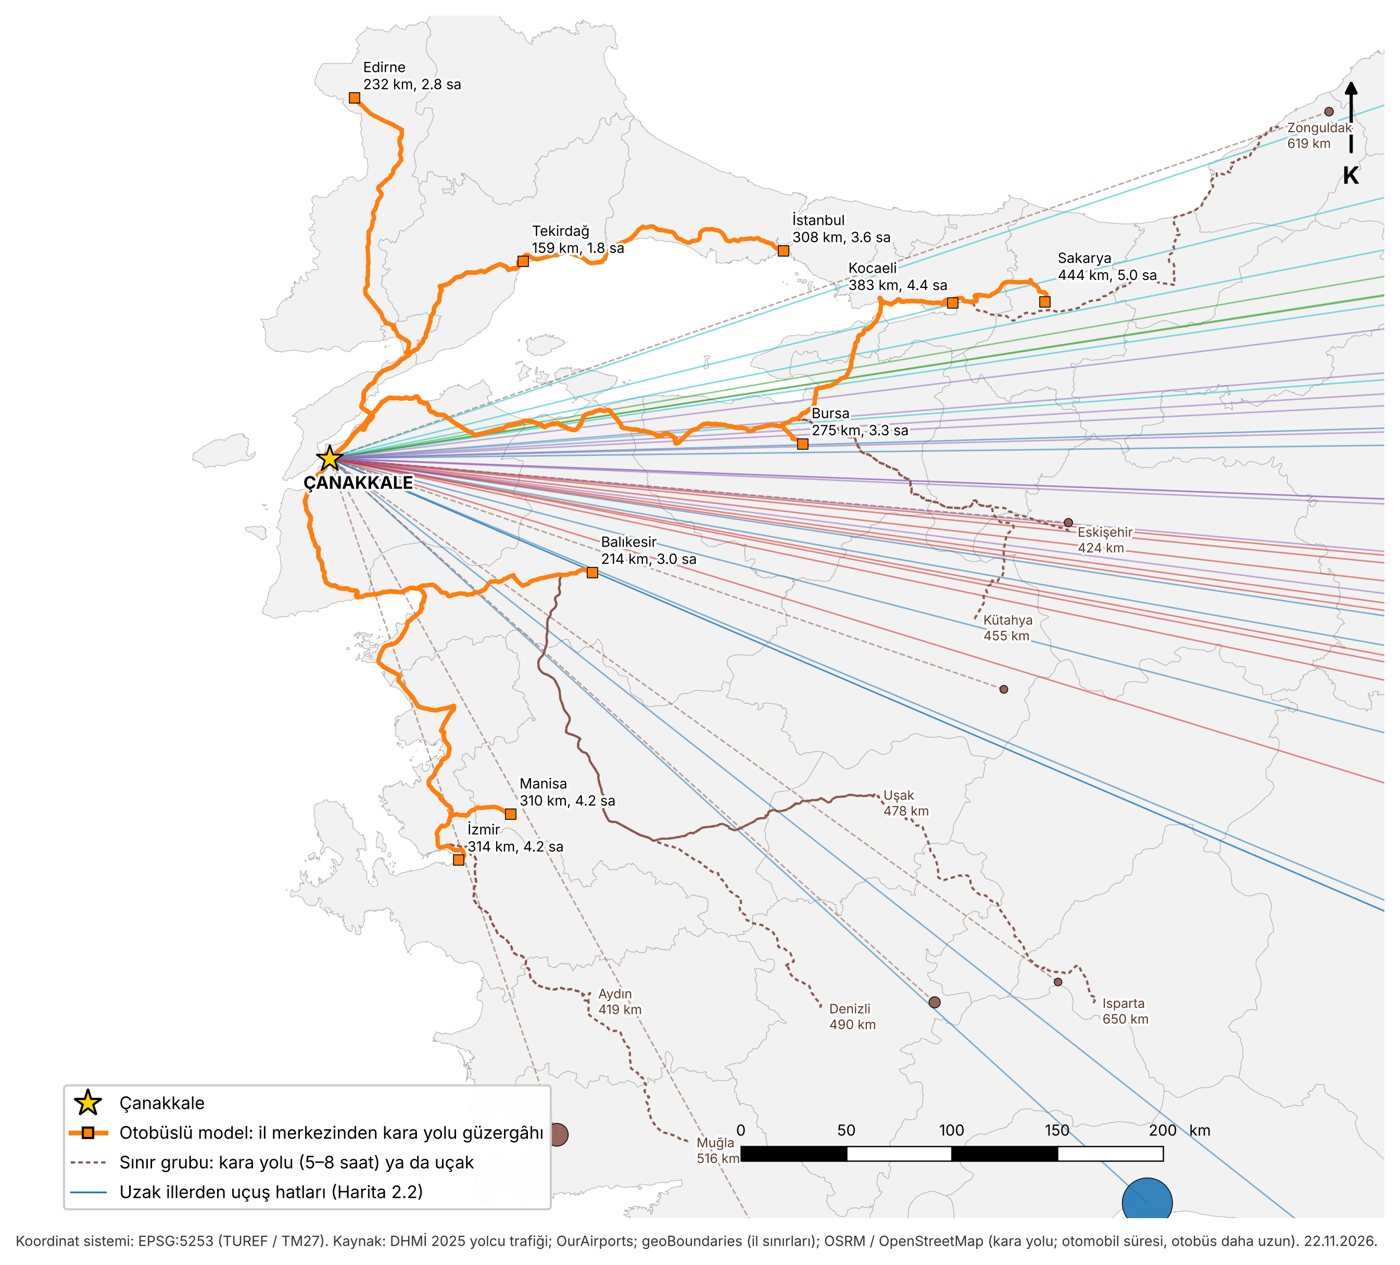 Edirne
232 km, 2.8 sa
Zonguldak
619 km
K
İstanbul
308 km, 3.6 sa
Tekirdağ
159 km, 1.8 sa
Sakarya
444 km, 5.0 sa
Kocaeli
383 km, 4.4 sa
Bursa
275 km, 3.3 sa
ÇANAKKALE
Eskişehir
424 km
Balıkesir
214 km, 3.0 sa
Kütahya
455 km
Manisa
310 km, 4.2 sa
Uşak
478 km
İzmir
314 km, 4.2 sa
Aydın
419 km
Denizli
490 km
Isparta
650 km
Muğla
516 km
0 50 100 150 200 km
Çanakkale
Otobüslü model: il merkezinden kara yolu güzergâhı
Sınır grubu: kara yolu (5–8 saat) ya da uçak
Uzak illerden uçuş hatları (Harita 2.2)
Koordinat sistemi: EPSG:5253 (TUREF / TM27). Kaynak: DHMİ 2025 yolcu trafiği; OurAirports; geoBoundaries (il sınırları); OSRM / OpenStreetMap (kara yolu; otomobil süresi, otobüs daha uzun). 22.11.2026.